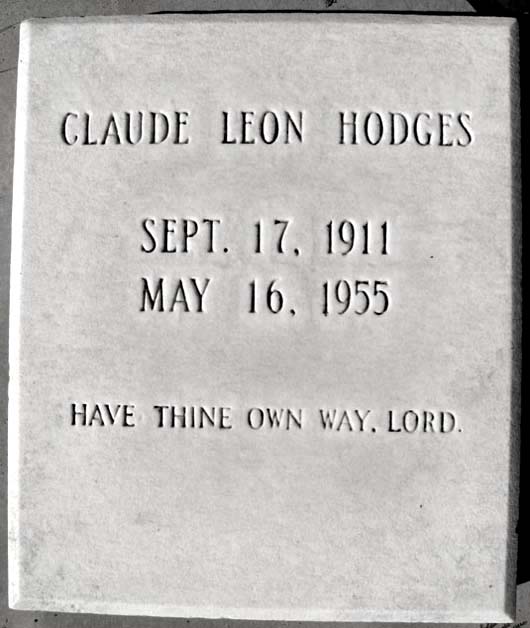 CLAUDE LEON HODGES
SEPT. 17, 1911
MAY 16, 1955
HAVE THINE OWN WAY, LORD.